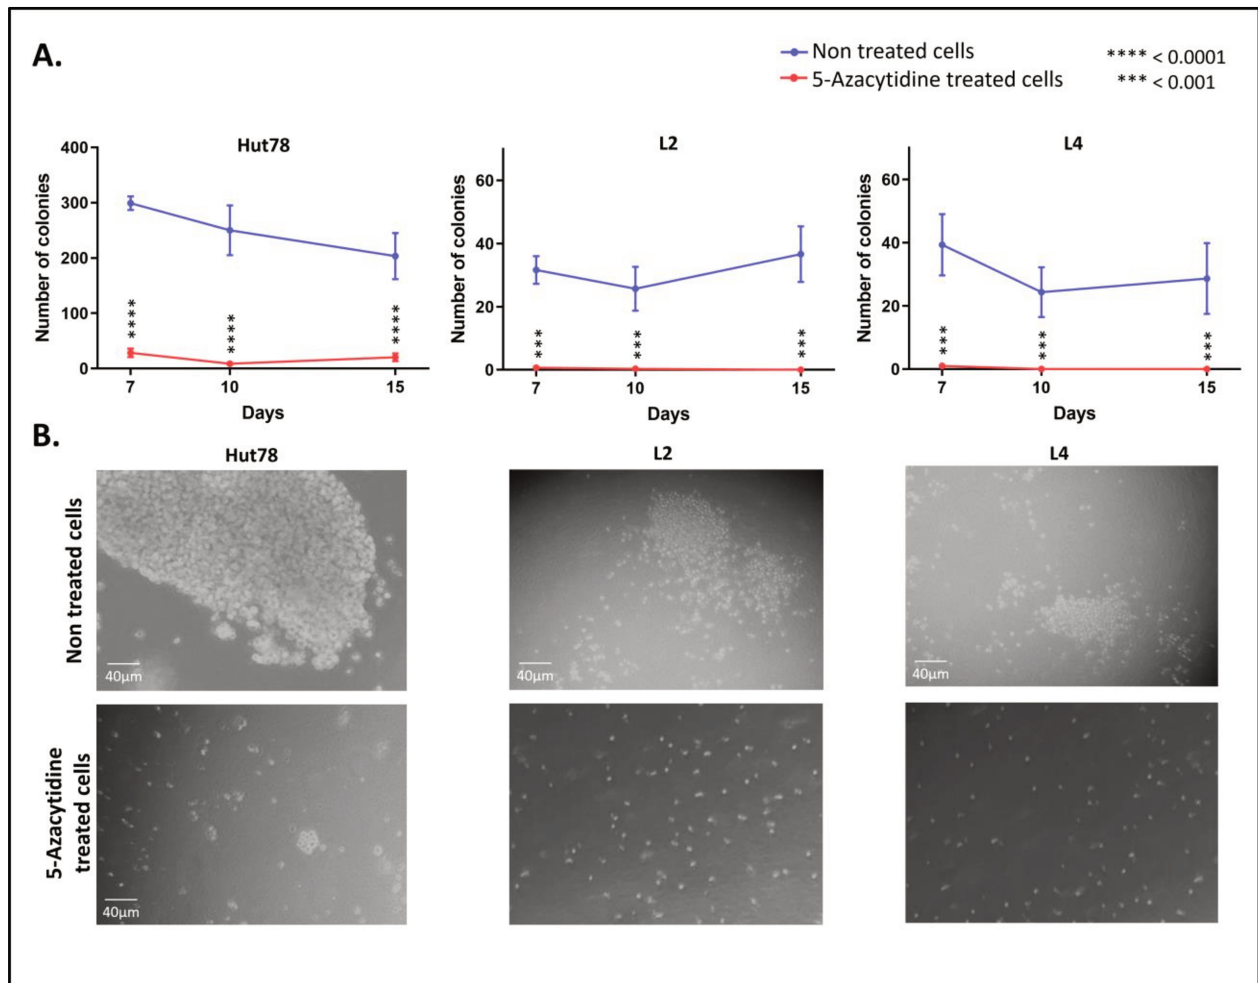 A.
Non treated cells
5-Azacytidine treated cells
**** < 0.0001
*** < 0.001
Hut78
Number of colonies
400
300
200
100
0
****
****
****
7
10
15
Days
L2
Number of colonies
60
40
20
0
***
***
***
7
10
15
Days
L4
Number of colonies
60
40
20
0
***
***
***
7
10
15
Days
B.
Hut78
L2
L4
Non treated cells
40µm
40µm
40µm
5-Azacytidine
treated cells
40µm